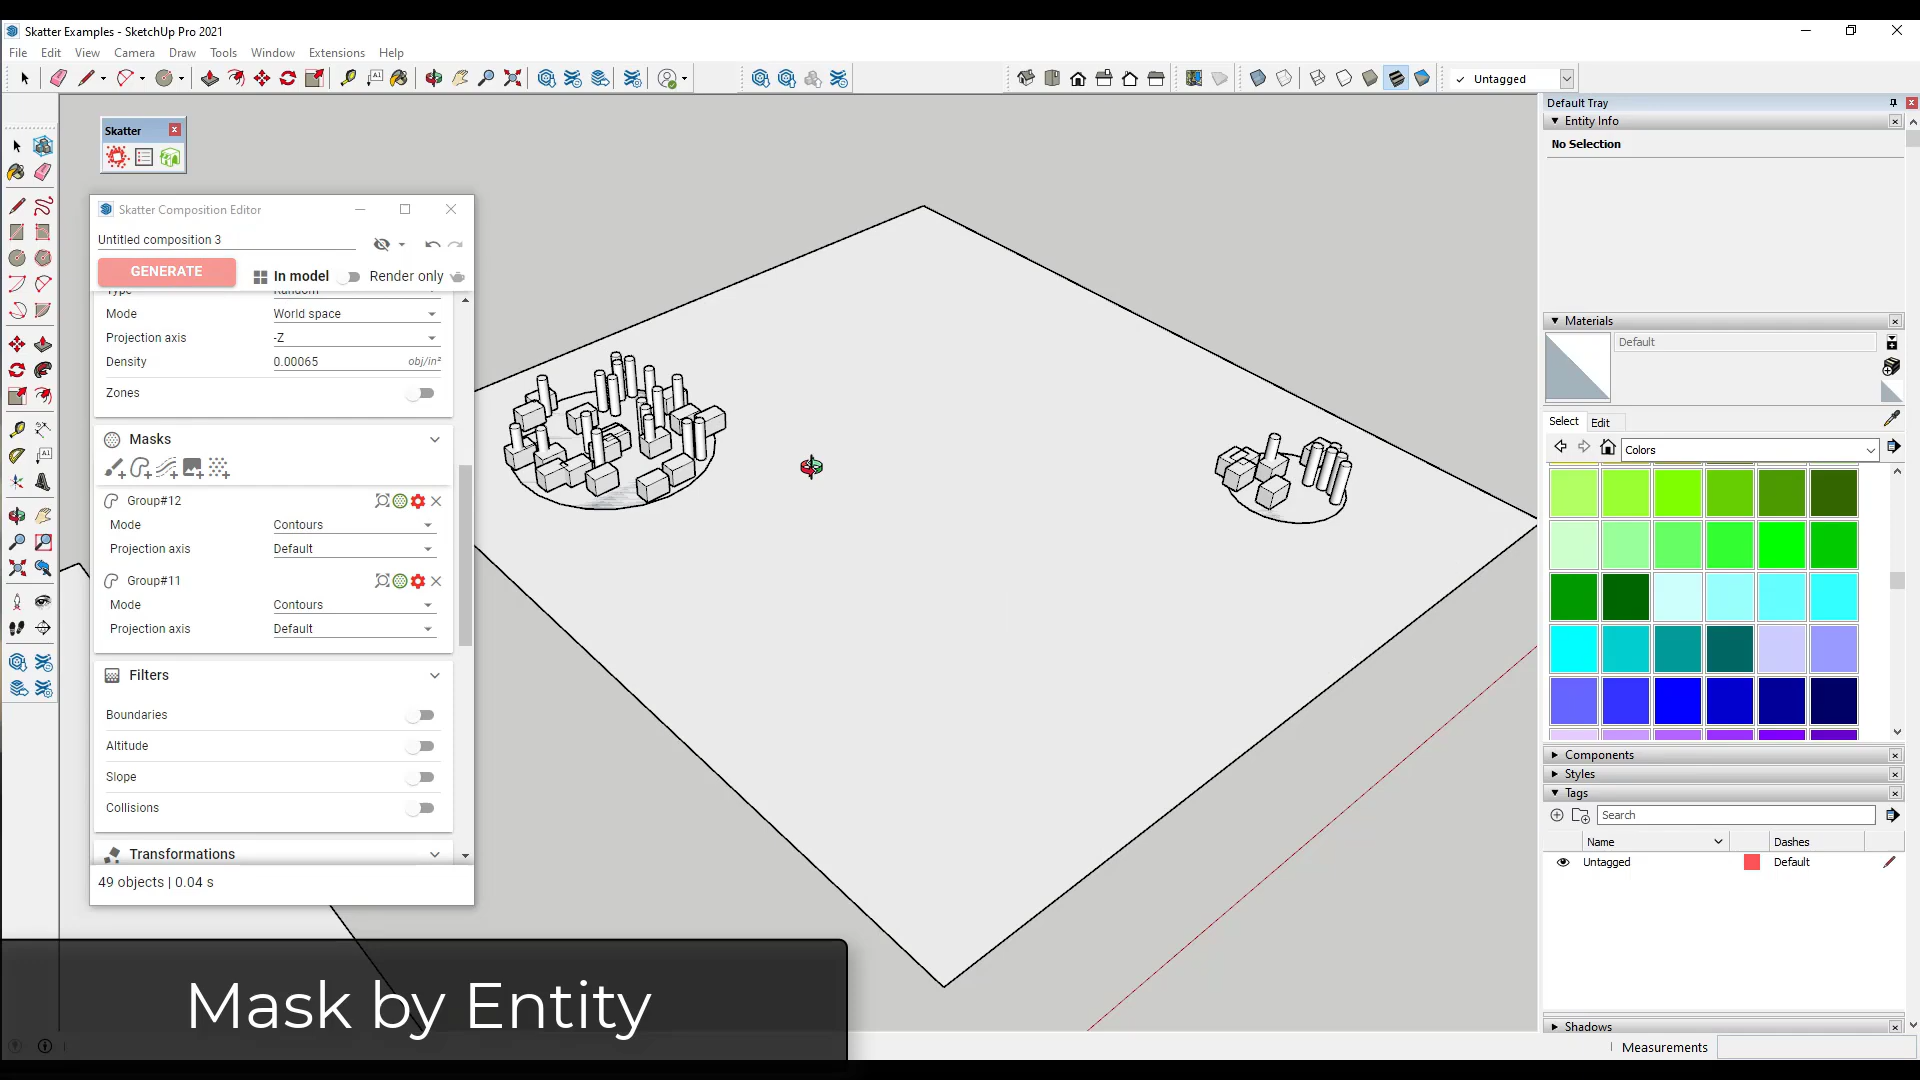 Skatter Examples - SketchUp Pro 2021
File Edit View Camera Draw Tools Window Extensions Help
Untagged
Default Tray
Entity Info
No Selection
Skatter
Skatter Composition Editor
Untitled composition 3
GENERATE
In model
Render only
Type Random
Mode World space
Projection axis -Z
Density 0.00065 obj/in²
Zones
Masks
Group#12
Mode Contours
Projection axis Default
Group#11
Mode Contours
Projection axis Default
Filters
Boundaries
Altitude
Slope
Collisions
Transformations
49 objects | 0.04 s
Materials
Default
Select Edit
Colors
Components
Styles
Tags
Search
Name Dashes
Untagged Default
Shadows
Measurements
Mask by Entity